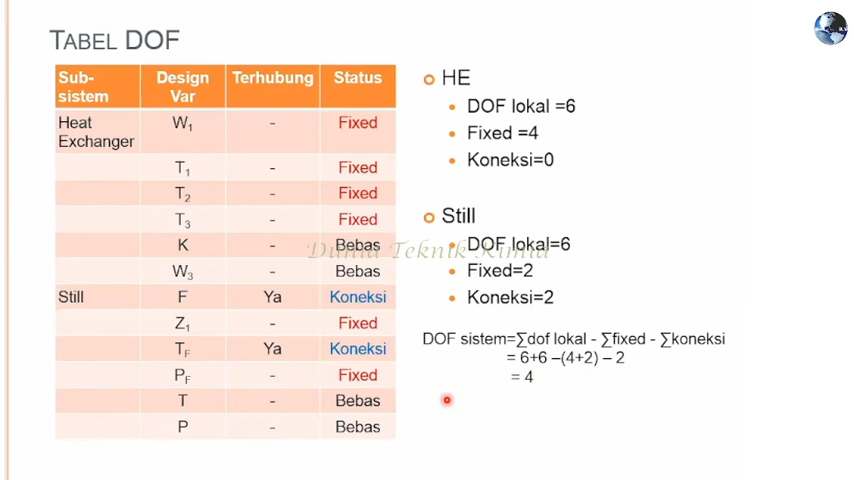 TABEL DOF
Sub-sistem Design Var Terhubung Status
Heat Exchanger W1 - Fixed
T1 - Fixed
T2 - Fixed
T3 - Fixed
K - Bebas
W3 - Bebas
Still F Ya Koneksi
Z1 - Fixed
TF Ya Koneksi
PF - Fixed
T - Bebas
P - Bebas
HE
DOF lokal =6
Fixed =4
Koneksi=0
Still
DOF lokal=6
Fixed=2
Koneksi=2
DOF sistem=∑dof lokal - ∑fixed - ∑koneksi
= 6+6 –(4+2) – 2
= 4
Dunia Teknik Kimia